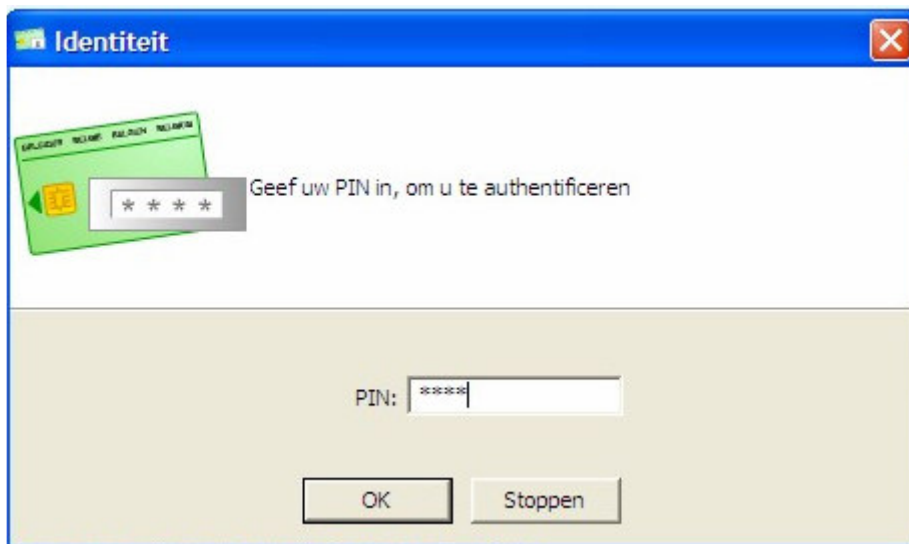 Identiteit
* * * *
Geef uw PIN in, om u te authentificeren
PIN: ****
OK
Stoppen